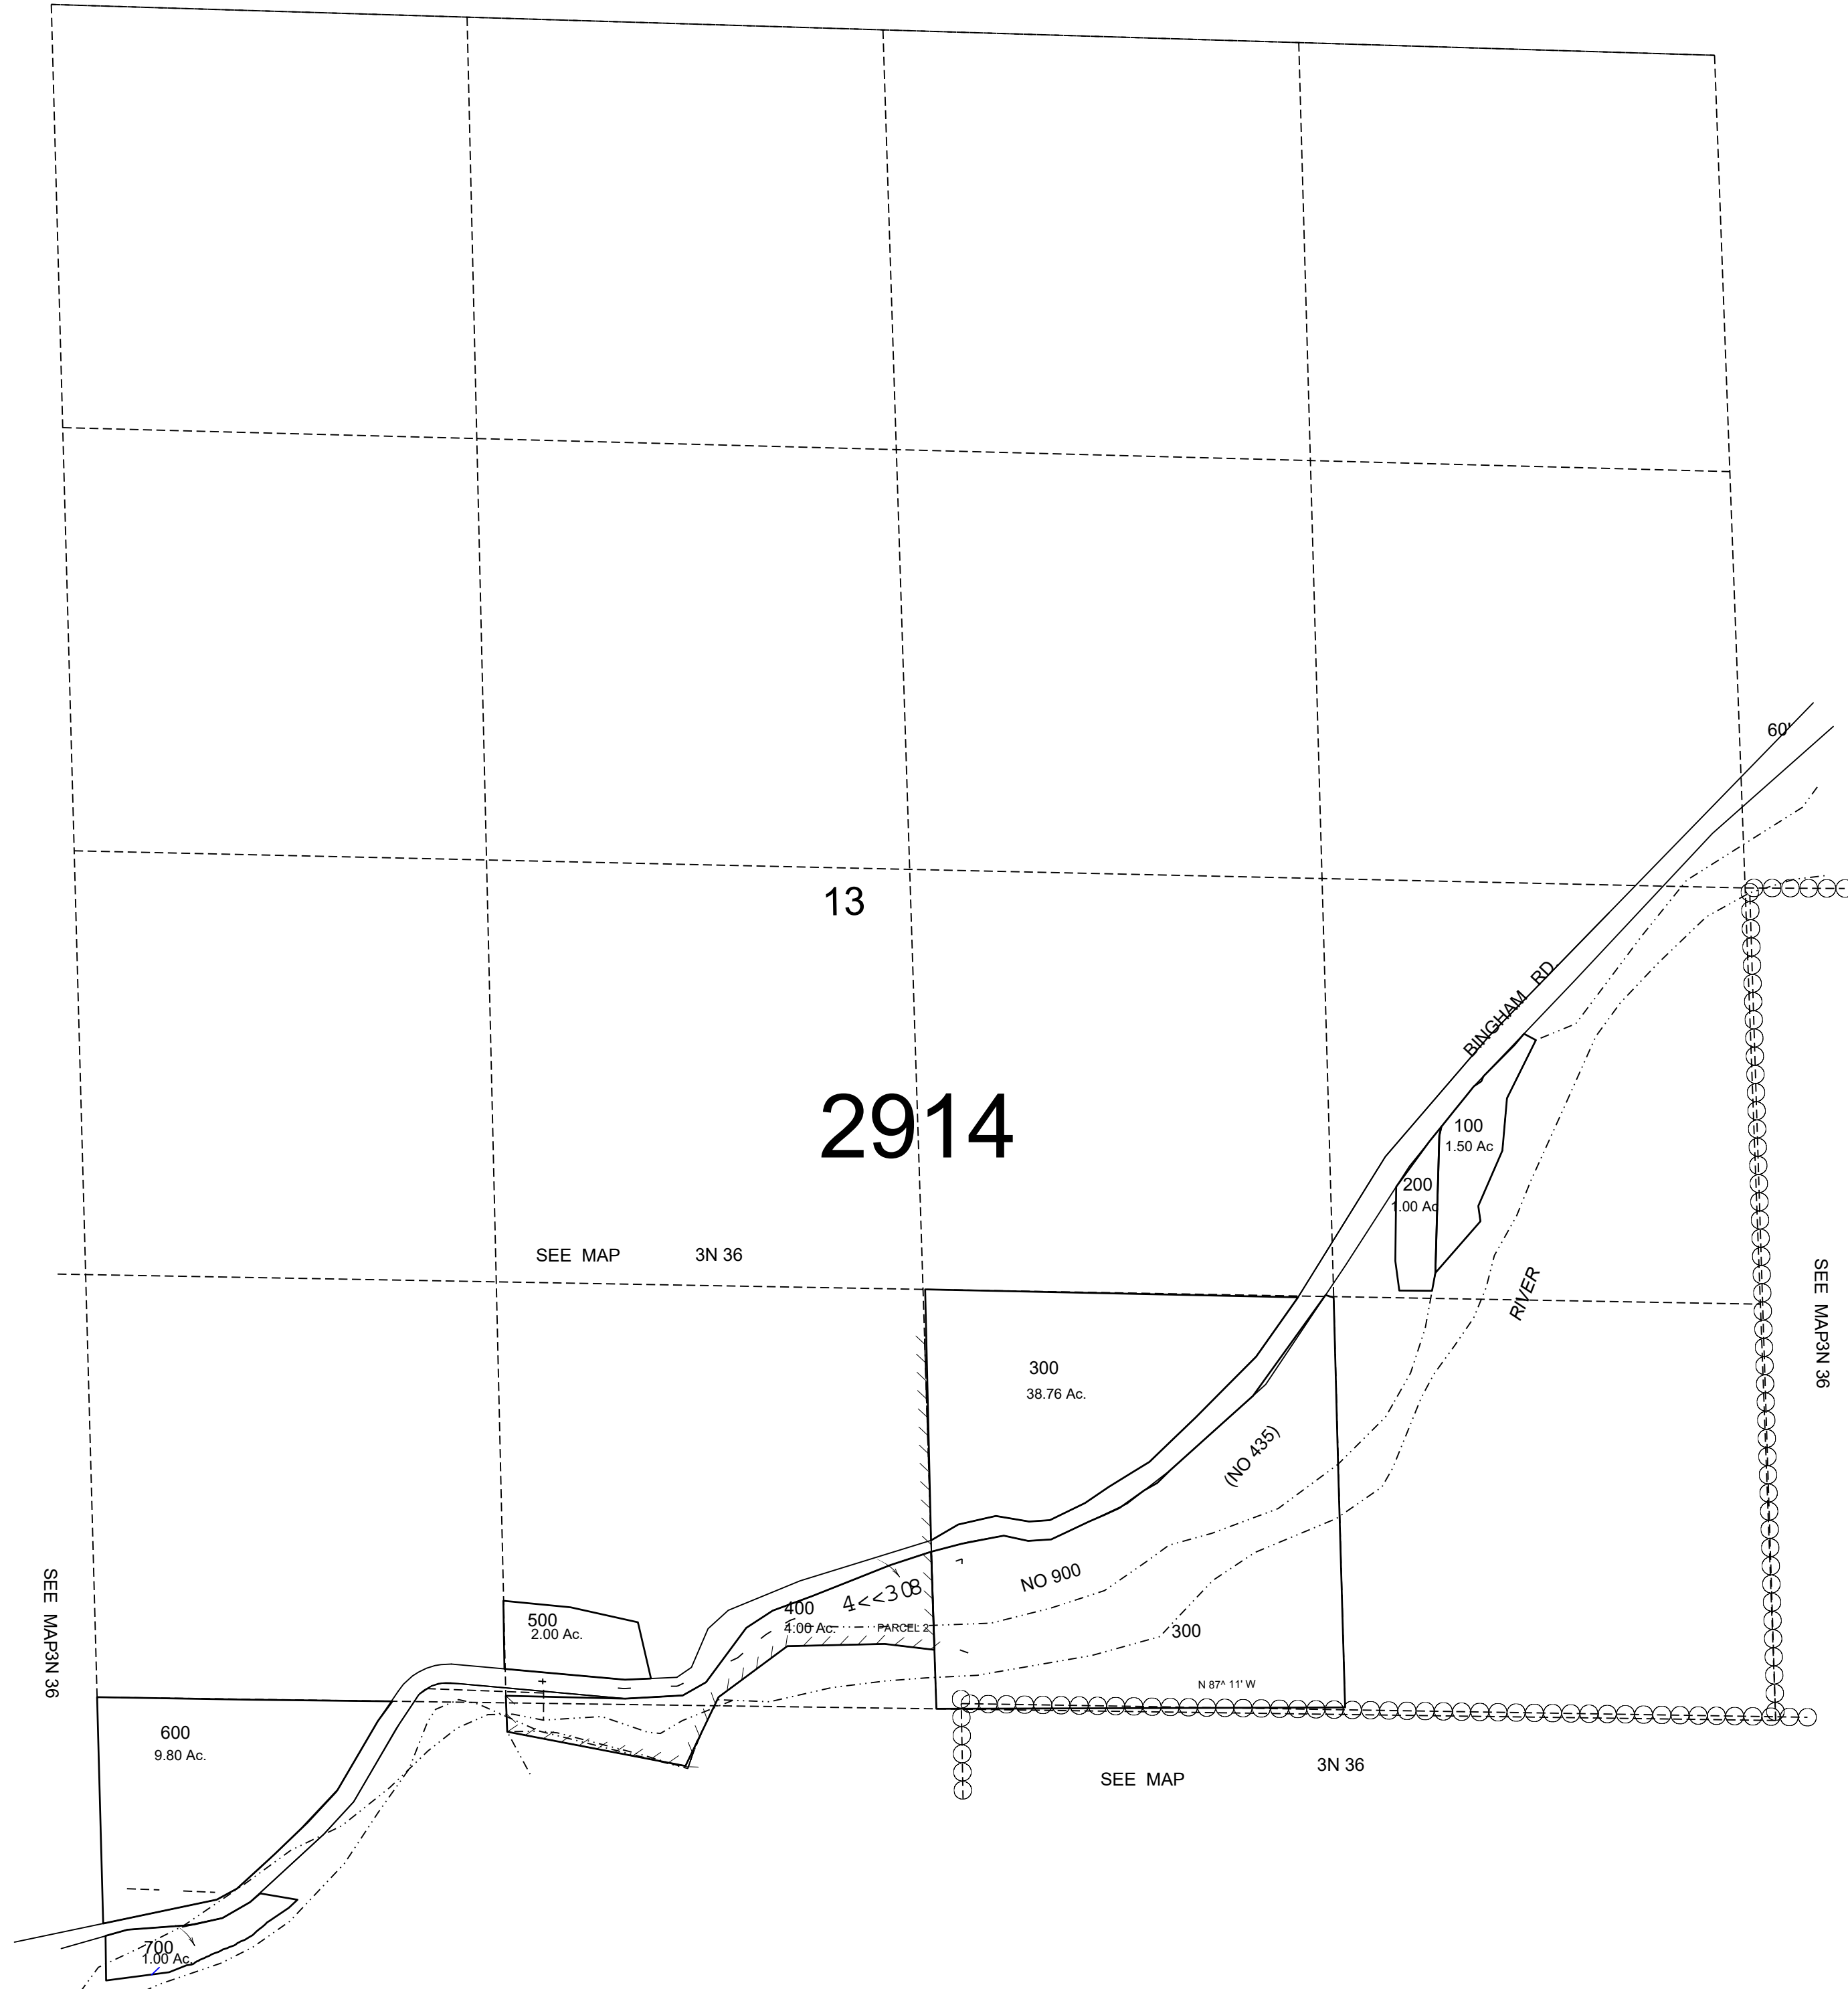 60'
13
BINGHAM RD
2914
100
1.50 Ac
200
1.00 Ac
SEE MAP 3N 36
RIVER
SEE MAP3N 36
300
38.76 Ac.
(NO 435)
NO 900
4<<308
400
4.00 Ac.
PARCEL 2
500
2.00 Ac.
300
SEE MAP3N 36
N 87^ 11' W
600
9.80 Ac.
3N 36
SEE MAP
700
1.00 Ac.